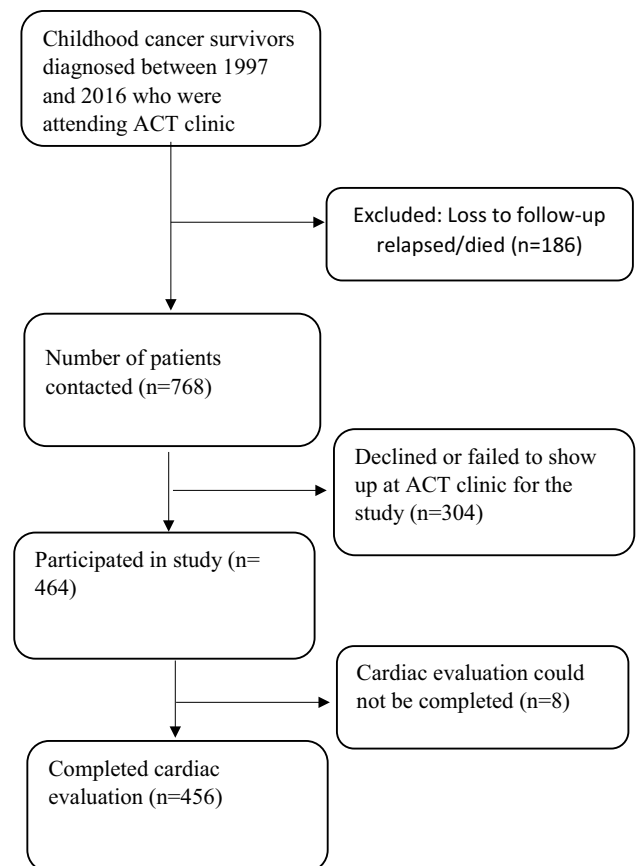 Childhood cancer survivors
diagnosed between 1997
and 2016 who were
attending ACT clinic
Excluded: Loss to follow-up
relapsed/died (n=186)
Number of patients
contacted (n=768)
Declined or failed to show
up at ACT clinic for the
study (n=304)
Participated in study (n=
464)
Cardiac evaluation could
not be completed (n=8)
Completed cardiac
evaluation (n=456)